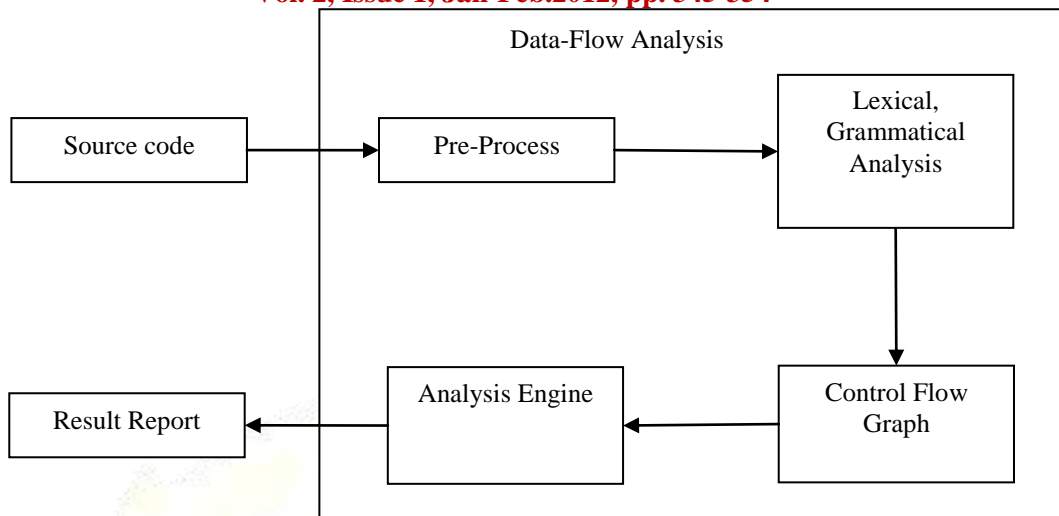 Data-Flow Analysis
Source code
Pre-Process
Lexical,
Grammatical
Analysis
Control Flow
Graph
Analysis Engine
Result Report